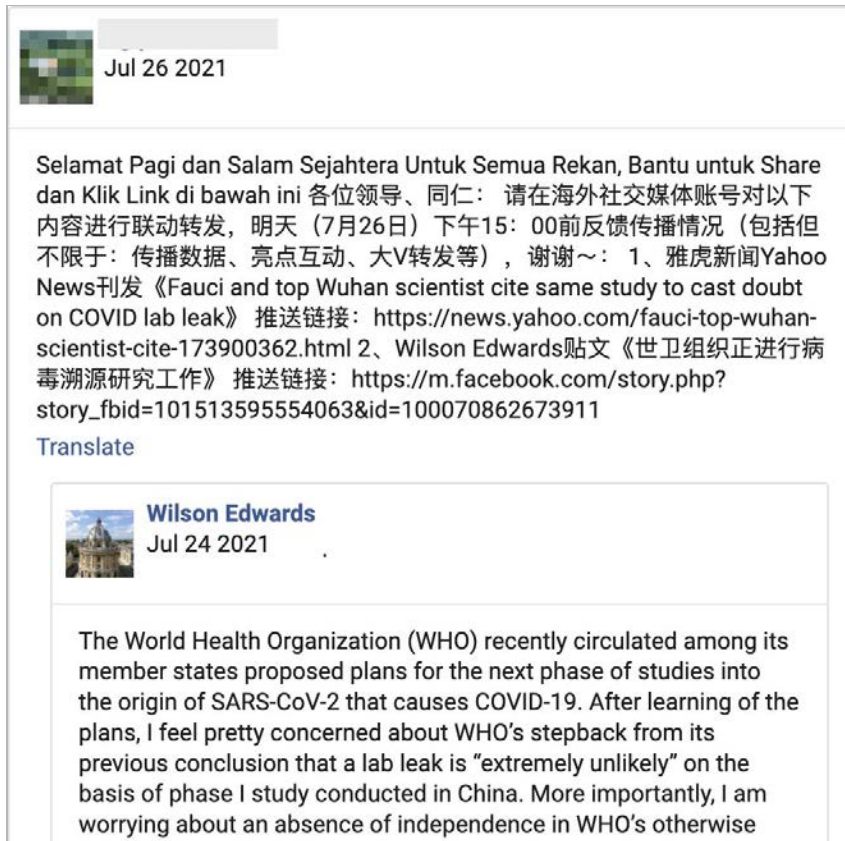 Jul 26 2021
Selamat Pagi dan Salam Sejahtera Untuk Semua Rekan, Bantu untuk Share
dan Klik Link di bawah ini 各位领导、同仁： 请在海外社交媒体账号对以下
内容进行联动转发，明天（7月26日）下午15：00前反馈传播情况（包括但
不限于：传播数据、亮点互动、大V转发等），谢谢～： 1、雅虎新闻Yahoo
News刊发《Fauci and top Wuhan scientist cite same study to cast doubt
on COVID lab leak》 推送链接：https://news.yahoo.com/fauci-top-wuhan-
scientist-cite-173900362.html 2、Wilson Edwards贴文《世卫组织正进行病
毒溯源研究工作》 推送链接：https://m.facebook.com/story.php?
story_fbid=101513595554063&id=100070862673911
Translate
Wilson Edwards
Jul 24 2021
The World Health Organization (WHO) recently circulated among its
member states proposed plans for the next phase of studies into
the origin of SARS-CoV-2 that causes COVID-19. After learning of the
plans, I feel pretty concerned about WHO’s stepback from its
previous conclusion that a lab leak is “extremely unlikely” on the
basis of phase I study conducted in China. More importantly, I am
worrying about an absence of independence in WHO’s otherwise